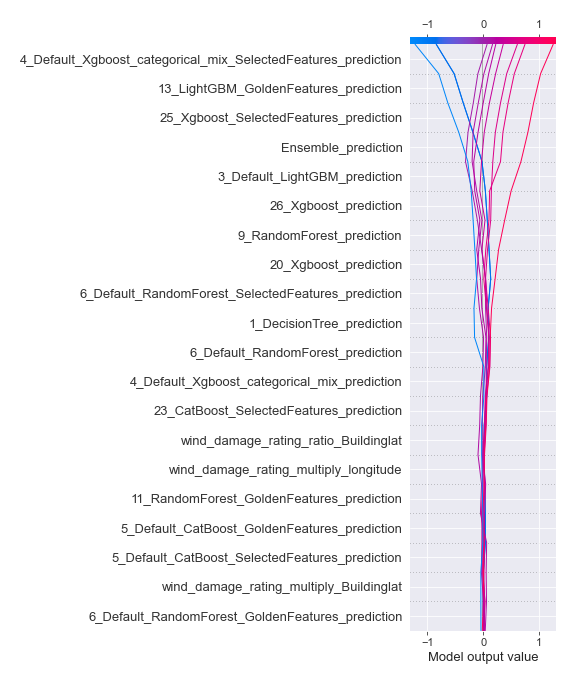 −1 0 1
4_Default_Xgboost_categorical_mix_SelectedFeatures_prediction
13_LightGBM_GoldenFeatures_prediction
25_Xgboost_SelectedFeatures_prediction
Ensemble_prediction
3_Default_LightGBM_prediction
26_Xgboost_prediction
9_RandomForest_prediction
20_Xgboost_prediction
6_Default_RandomForest_SelectedFeatures_prediction
1_DecisionTree_prediction
6_Default_RandomForest_prediction
4_Default_Xgboost_categorical_mix_prediction
23_CatBoost_SelectedFeatures_prediction
wind_damage_rating_ratio_Buildinglat
wind_damage_rating_multiply_longitude
11_RandomForest_GoldenFeatures_prediction
5_Default_CatBoost_GoldenFeatures_prediction
5_Default_CatBoost_SelectedFeatures_prediction
wind_damage_rating_multiply_Buildinglat
6_Default_RandomForest_GoldenFeatures_prediction
−1 0 1
Model output value